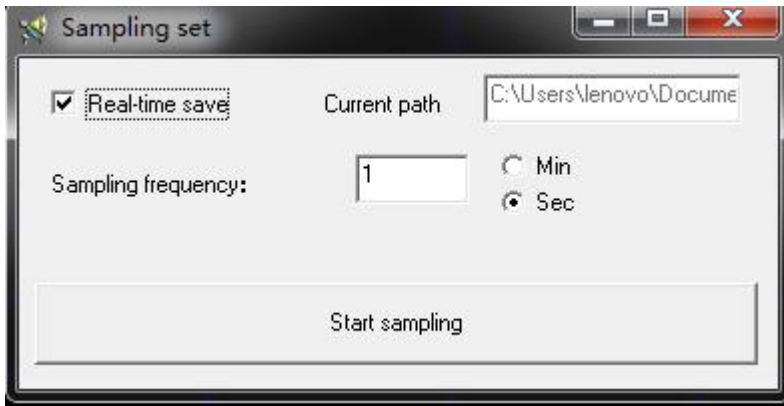 Sampling set
Real-time save
Current path
C:\Users\lenovo\Docume
Sampling frequency:
1
Min
Sec
Start sampling